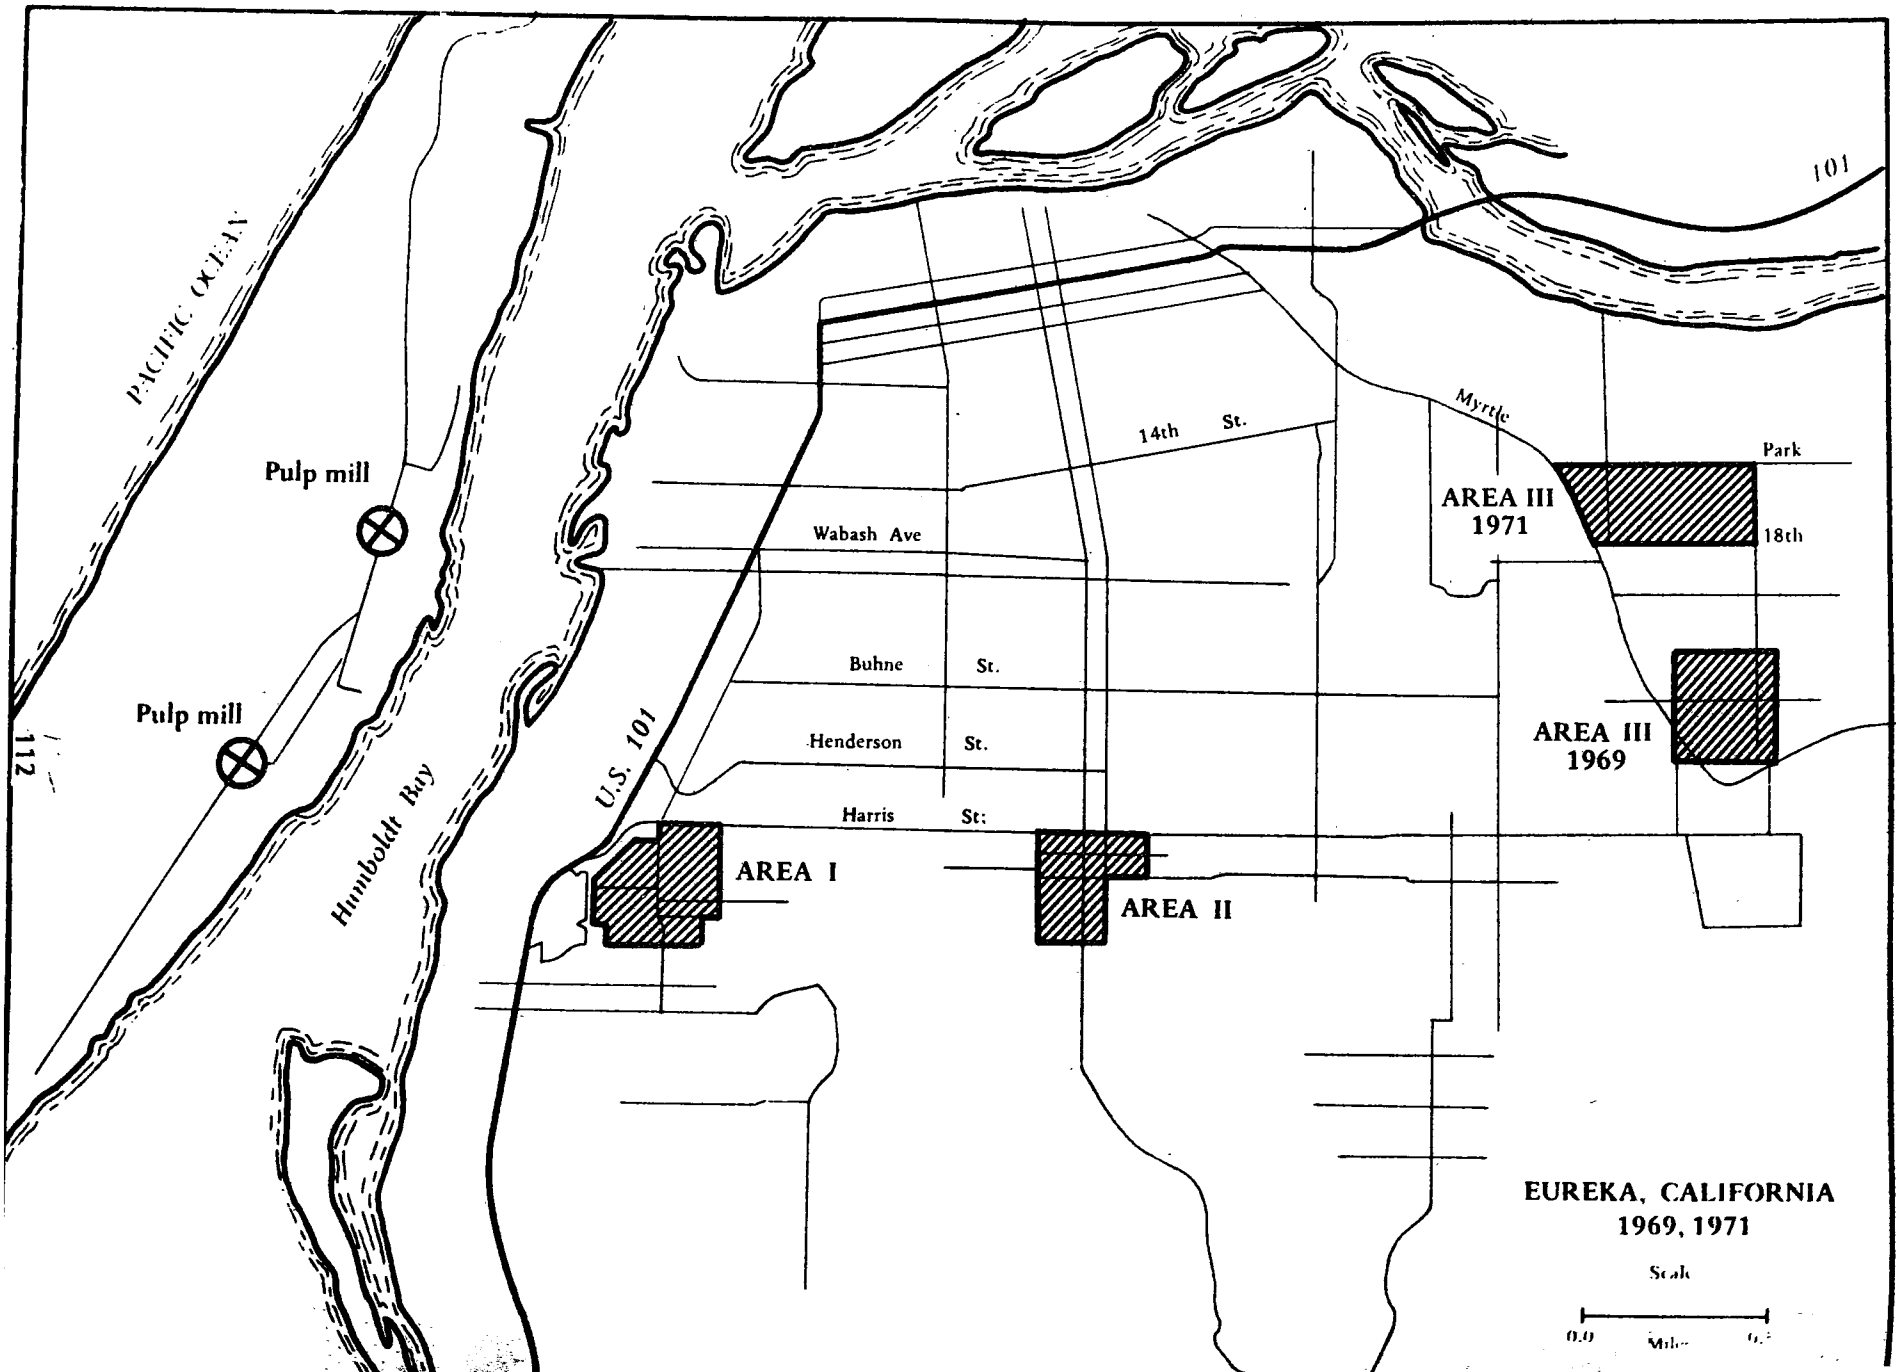 101
PACIFIC OCEAN
Myrtle
14th St.
Park
Pulp mill
AREA III
1971
Wabash Ave
18th
Buhne St.
Pulp mill
U.S. 101
Henderson St.
AREA III
1969
112
Humboldt Bay
Harris St.
AREA I
AREA II
EUREKA, CALIFORNIA
1969, 1971
Scale
0.0